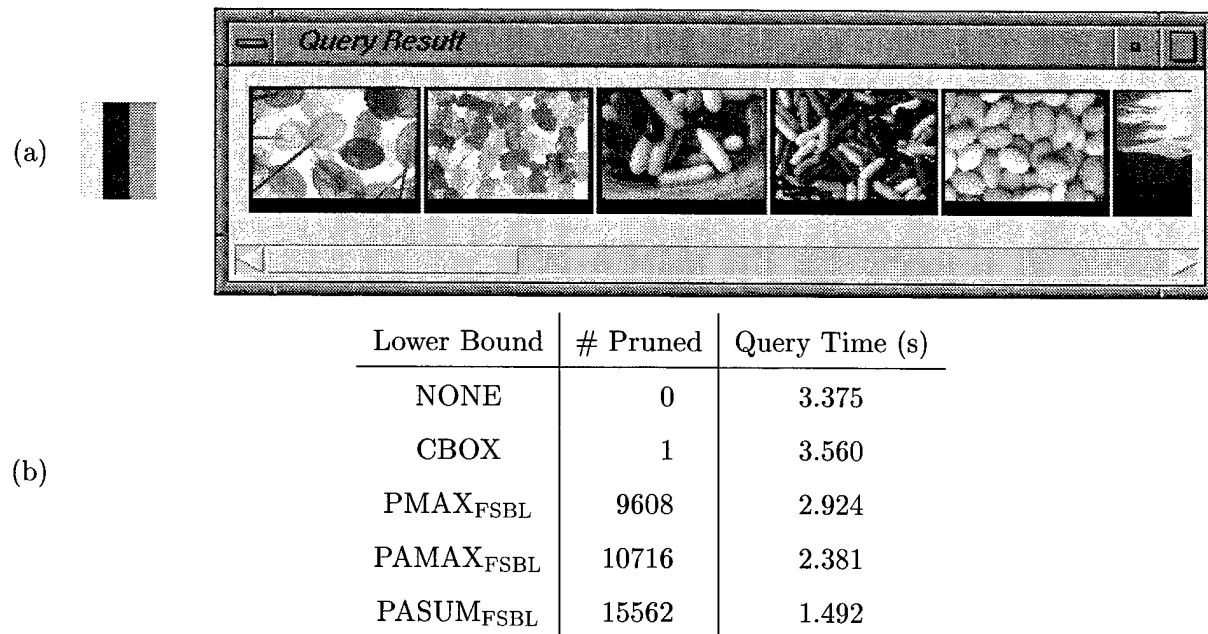 Query Result
(a)
Lower Bound # Pruned Query Time (s)
NONE 0 3.375
CBOX 1 3.560
(b)
PMAX_FSBL 9608 2.924
PAMAX_FSBL 10716 2.381
PASUM_FSBL 15562 1.492